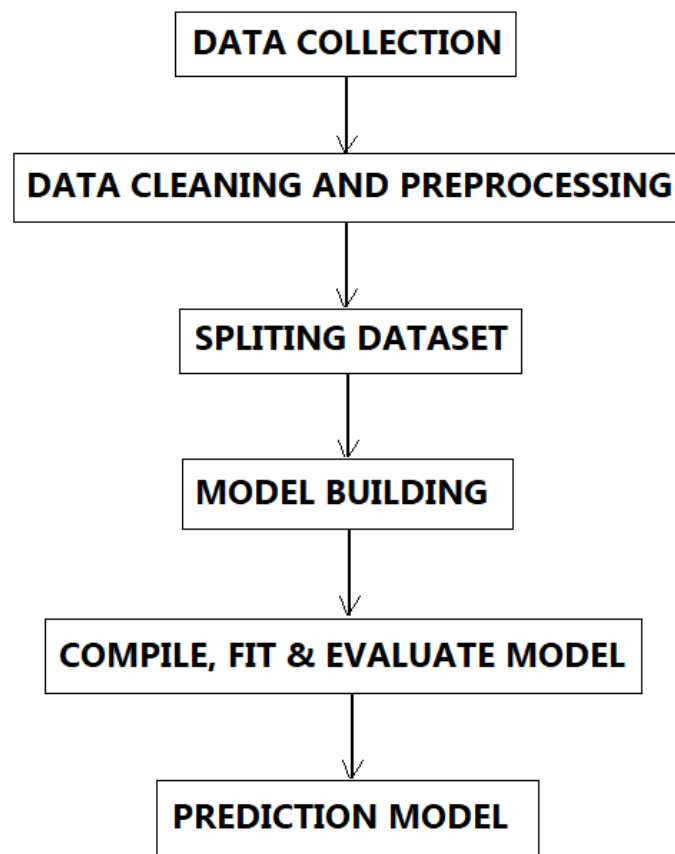 DATA COLLECTION
DATA CLEANING AND PREPROCESSING
SPLITING DATASET
MODEL BUILDING
COMPILE, FIT & EVALUATE MODEL
PREDICTION MODEL